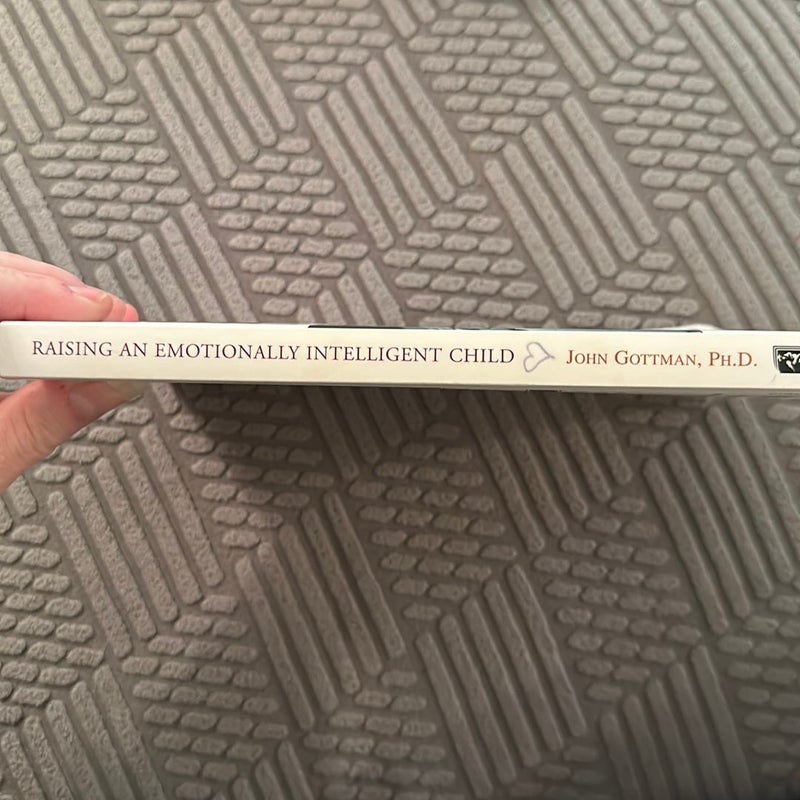 RAISING AN EMOTIONALLY INTELLIGENT CHILD JOHN GOTTMAN, PH.D.